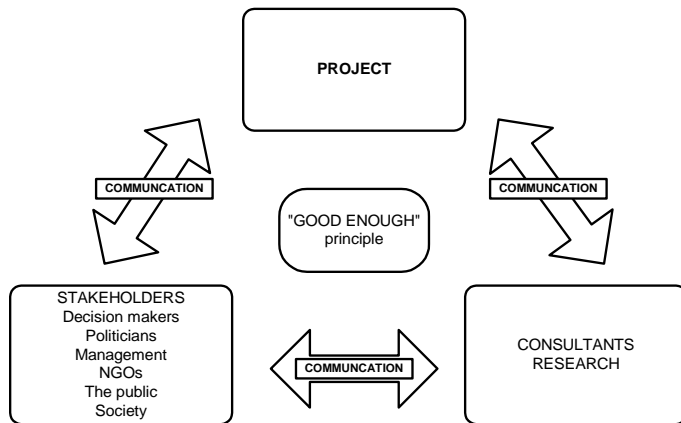 PROJECT
COMMUNCATION
COMMUNCATION
"GOOD ENOUGH"
principle
STAKEHOLDERS
Decision makers
Politicians
Management
NGOs
The public
Society
COMMUNCATION
CONSULTANTS
RESEARCH